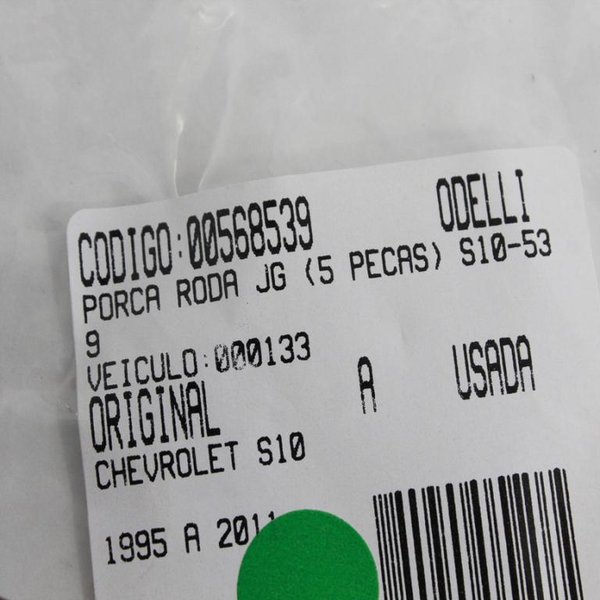 CODIGO:00568539 ODELLI
PORCA RODA JG (5 PECAS) S10-53
9
VEICULO:000133
ORIGINAL A USADA
CHEVROLET S10
1995 A 2011